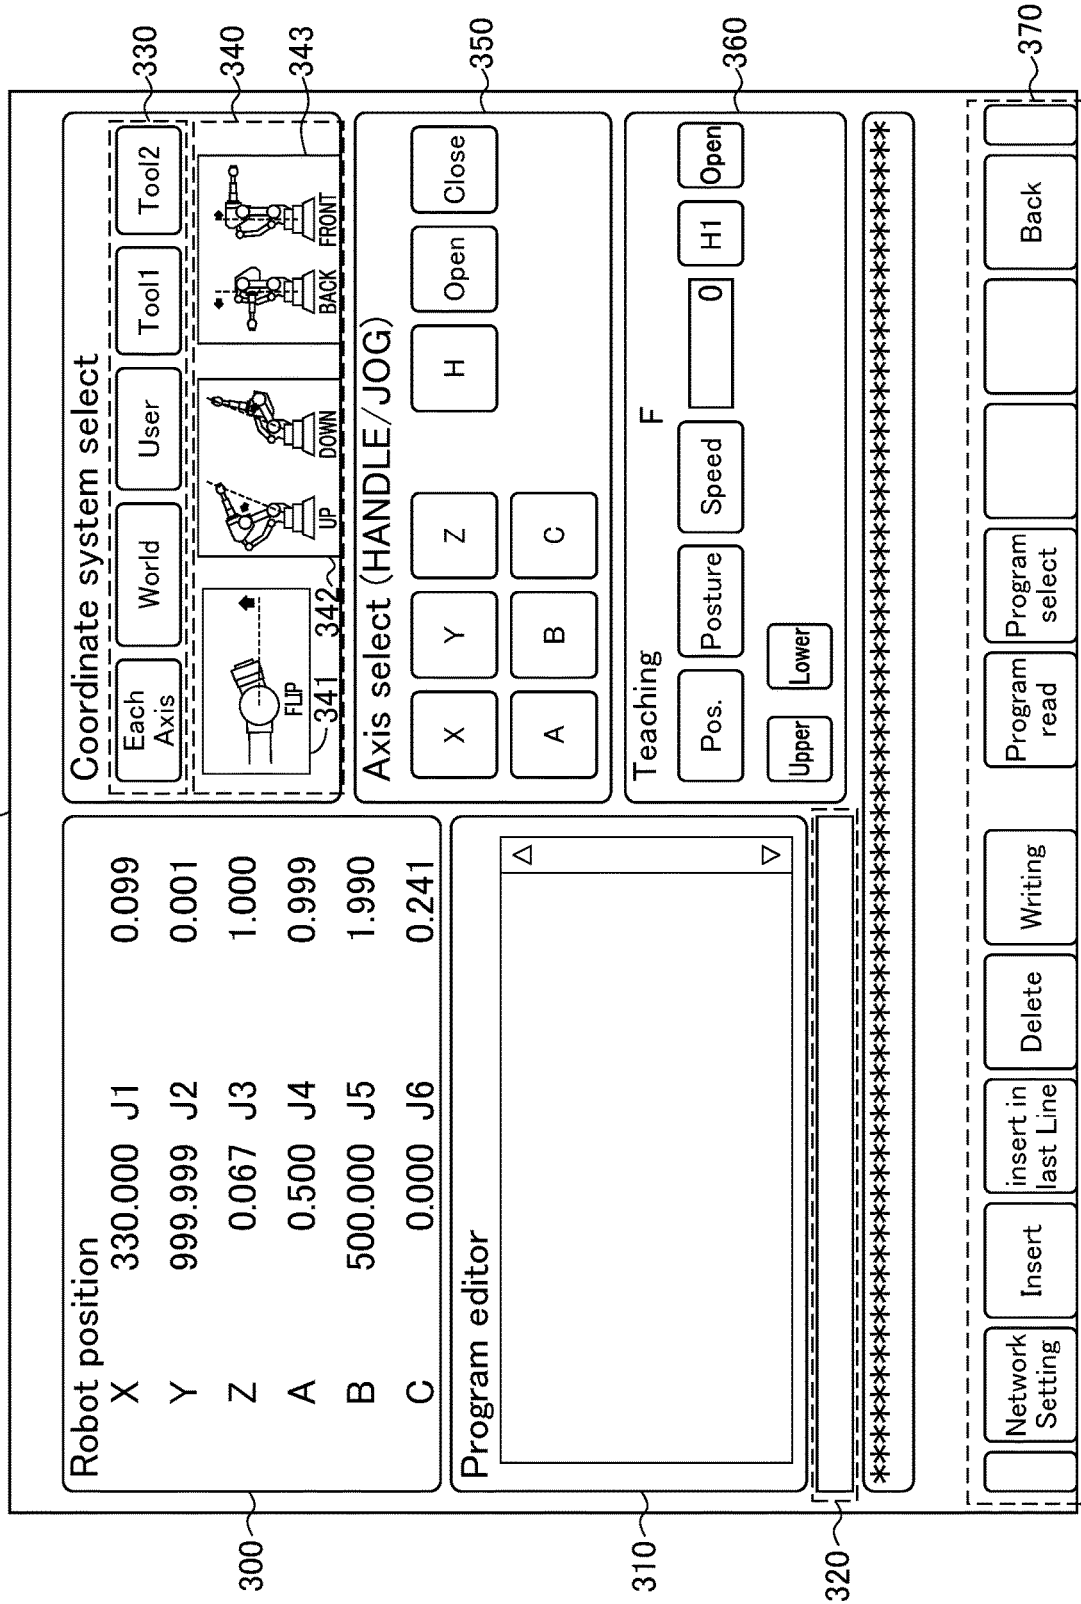 Robot position
X 330.000 J1 0.099
Y 999.999 J2 0.001
Z 0.067 J3 1.000
A 0.500 J4 0.999
B 500.000 J5 1.990
C 0.000 J6 0.241
300
Program editor
310
320
Coordinate system select
Each
Axis
World
User
Tool1
Tool2
330
340
343
FLIP
UP
DOWN
BACK
FRONT
341
342
Axis select (HANDLE/JOG)
X
Y
Z
H
Open
Close
A
B
C
350
Teaching
F
Pos.
Posture
Speed
0
H1
Open
Upper
Lower
360
Network
Setting
Insert
insert in
last Line
Delete
Writing
Program
read
Program
select
Back
370